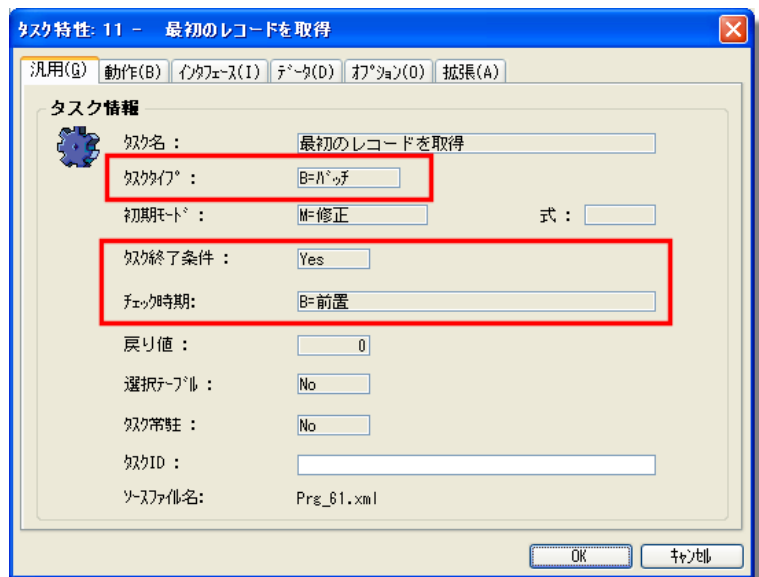 タスク特性: 11 - 最初のレコードを取得
汎用(G) 動作(B) インタフェース(I) データ(D) オプション(O) 拡張(A)
タスク情報
タスク名 : 最初のレコードを取得
タスクタイプ : B=バッチ
初期モード : M=修正 式 :
タスク終了条件 : Yes
チェック時期: B=前置
戻り値 : 0
選択テーブル : No
タスク常駐 : No
タスクID :
ソースファイル名: Prg_61.xml
OK キャンセル